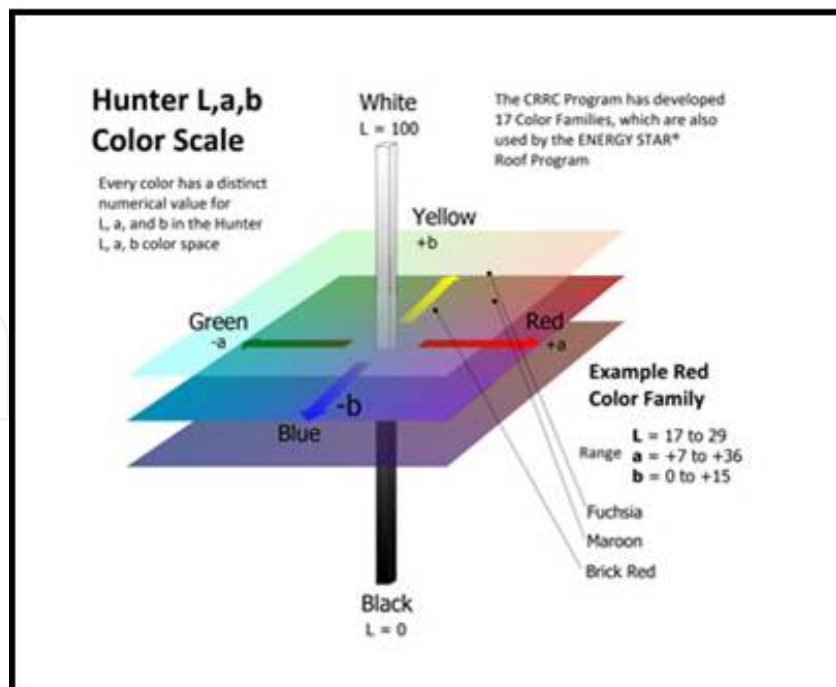 Hunter L,a,b
Color Scale
Every color has a distinct
numerical value for
L, a, and b in the Hunter
L, a, b color space
White
L = 100
The CRRC Program has developed
17 Color Families, which are also
used by the ENERGY STAR®
Roof Program
Yellow
+b
Green
-a
Red
+a
-b
Blue
Example Red
Color Family
Range
L = 17 to 29
a = +7 to +36
b = 0 to +15
Fuchsia
Maroon
Brick Red
Black
L = 0